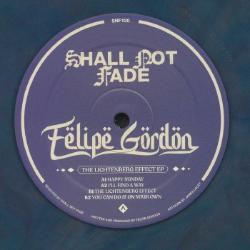 SHALL NOT
FADE
Fëlipë Gördön
THE LICHTENBERG EFFECT EP
A1 HAPPY SUNDAY
A2 I'LL FIND A WAY
B1 THE LICHTENBERG EFFECT
B2 YOU CAN DO IT ON YOUR OWN